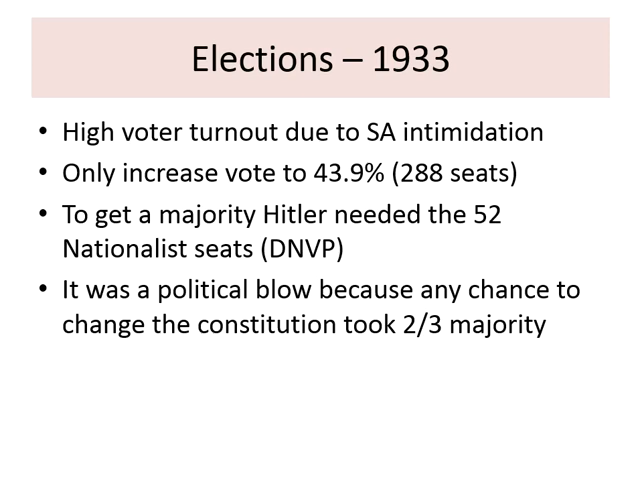 Elections – 1933
• High voter turnout due to SA intimidation
• Only increase vote to 43.9% (288 seats)
• To get a majority Hitler needed the 52
Nationalist seats (DNVP)
• It was a political blow because any chance to
change the constitution took 2/3 majority